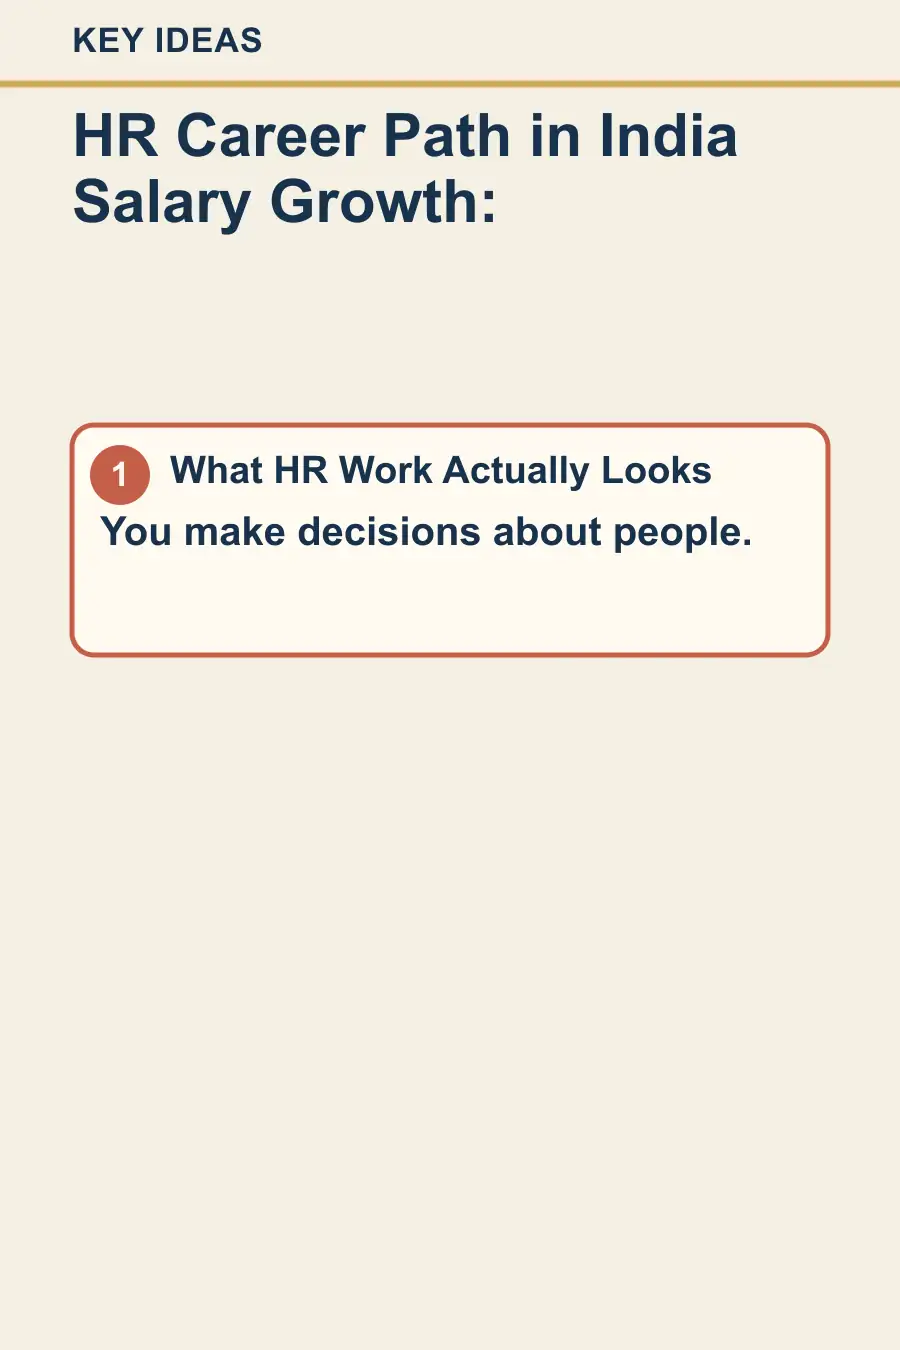 KEY IDEAS
HR Career Path in India
Salary Growth:
1 What HR Work Actually Looks
You make decisions about people.